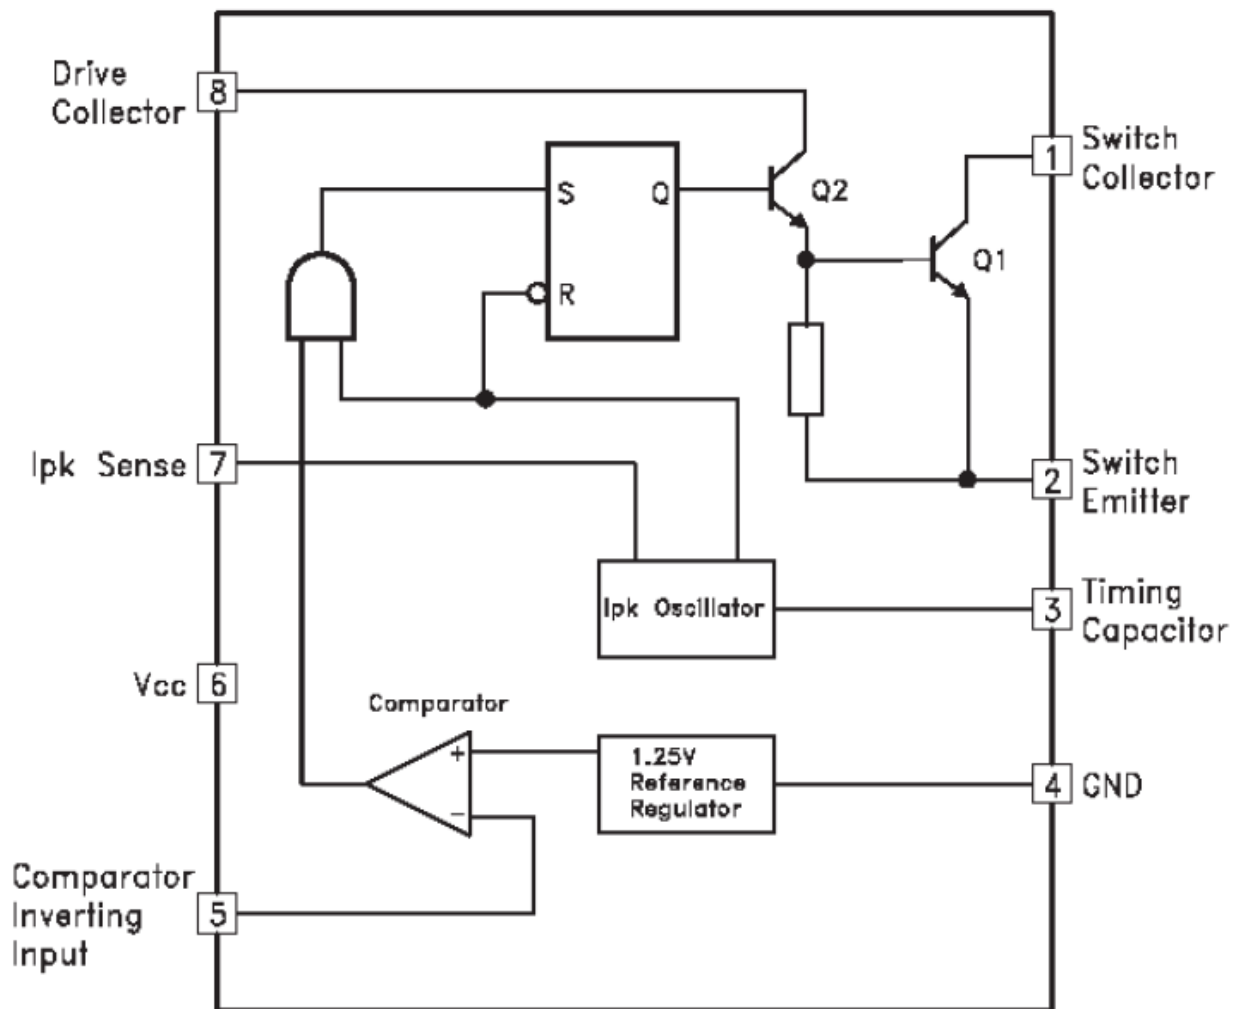 Drive
Collector
8
Switch
Collector
1
S
Q
Q2
Q1
R
Ipk Sense
7
Switch
Emitter
2
Ipk Oscillator
Timing
Capacitor
3
Vcc
6
Comparator
+
−
1.25V
Reference
Regulator
4
GND
Comparator
Inverting
Input
5